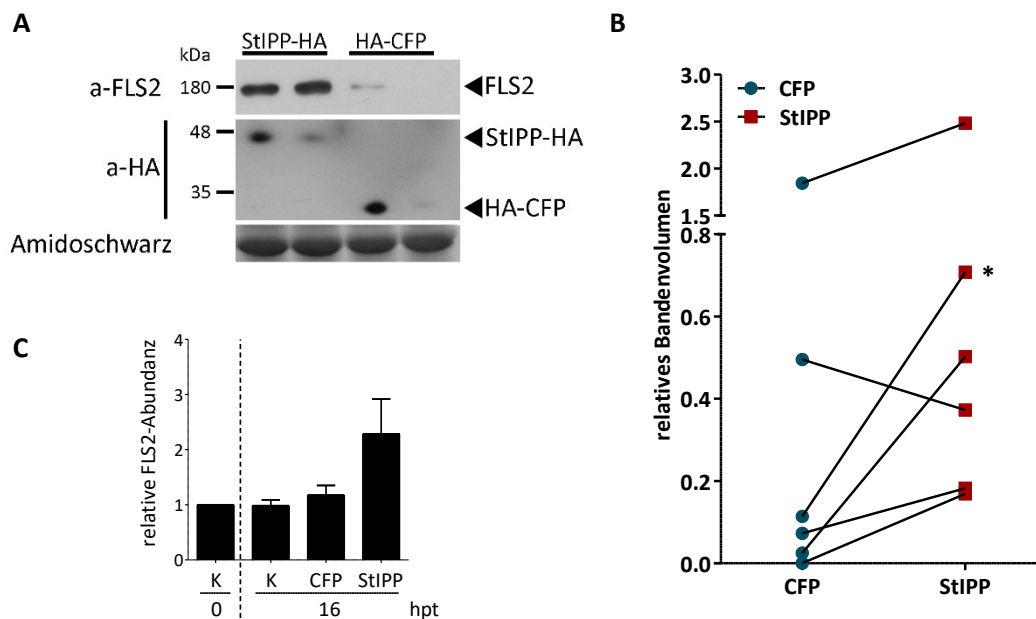 A
StIPP-HA HA-CFP
kDa
a-FLS2 180 FLS2
48 StIPP-HA
a-HA
35 HA-CFP
Amidoschwarz
B
relatives Bandenvolumen
3.0
2.5
2.0
1.5
0.8
0.6
0.4
0.2
0.0
CFP
StIPP
*
CFP StIPP
C
relative FLS2-Abundanz
4
3
2
1
0
K K CFP StIPP
0 16 hpt